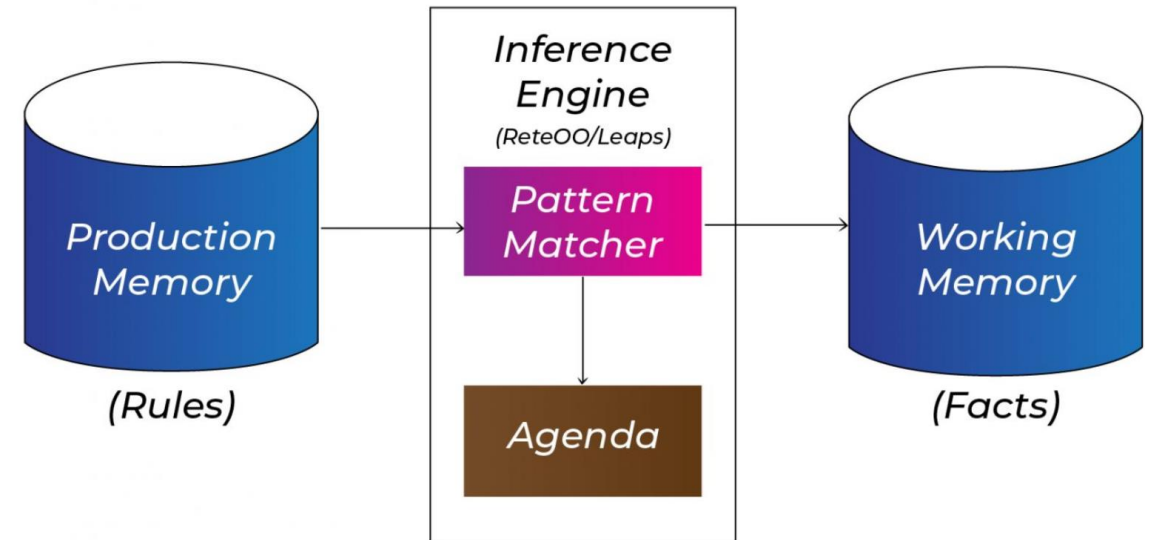 Production
Memory
(Rules)
Inference
Engine
(ReteOO/Leaps)
Pattern
Matcher
Agenda
Working
Memory
(Facts)